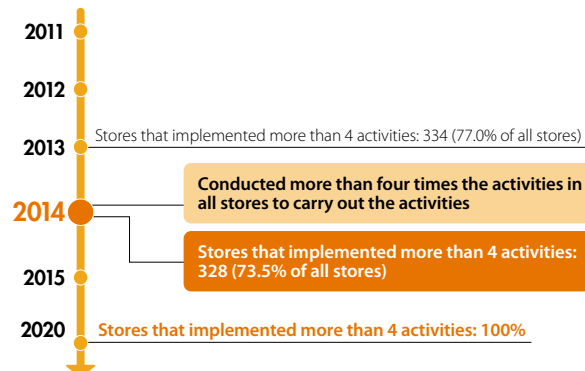 2011
2012
Stores that implemented more than 4 activities: 334 (77.0% of all stores)
2013
Conducted more than four times the activities in
all stores to carry out the activities
2014
Stores that implemented more than 4 activities:
328 (73.5% of all stores)
2015
2020
Stores that implemented more than 4 activities: 100%